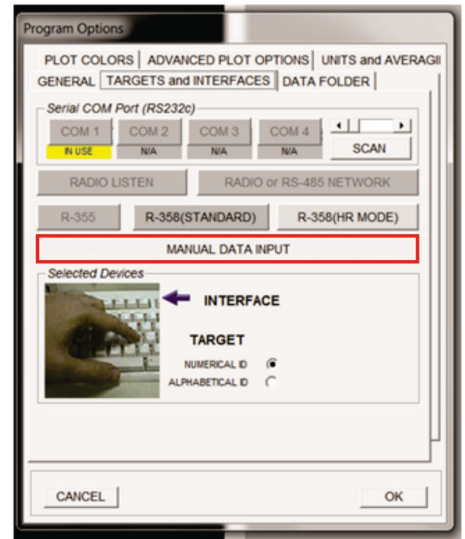 Program Options
PLOT COLORS ADVANCED PLOT OPTIONS UNITS and AVERAGII
GENERAL TARGETS and INTERFACES DATA FOLDER
Serial COM Port (RS232c)
COM 1 COM 2 COM 3 COM 4
IN USE N/A N/A N/A SCAN
RADIO LISTEN RADIO or RS-485 NETWORK
R-355 R-358(STANDARD) R-358(HR MODE)
MANUAL DATA INPUT
Selected Devices
INTERFACE
TARGET
NUMERICAL ID
ALPHABETICAL ID
CANCEL OK